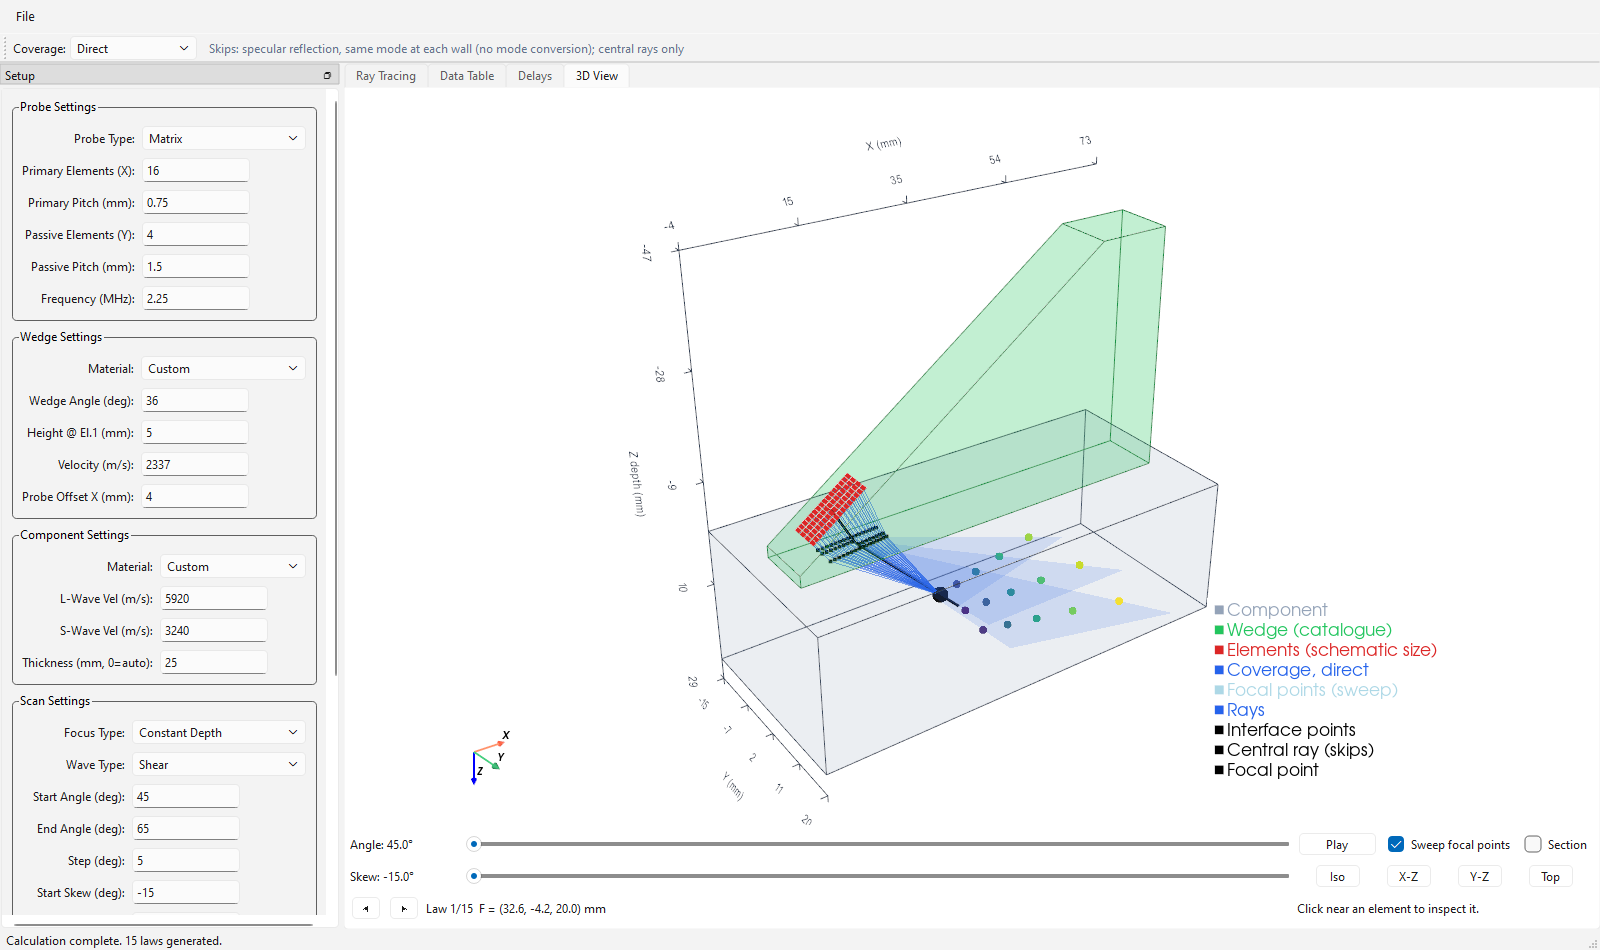 File
Coverage: Direct Skips: specular reflection, same mode at each wall (no mode conversion); central rays only
Setup
Ray Tracing Data Table Delays 3D View
Probe Settings
Probe Type: Matrix
Primary Elements (X): 16
Primary Pitch (mm): 0.75
Passive Elements (Y): 4
Passive Pitch (mm): 1.5
Frequency (MHz): 2.25
Wedge Settings
Material: Custom
Wedge Angle (deg): 36
Height @ El.1 (mm): 5
Velocity (m/s): 2337
Probe Offset X (mm): 4
Component Settings
Material: Custom
L-Wave Vel (m/s): 5920
S-Wave Vel (m/s): 3240
Thickness (mm, 0=auto): 25
Scan Settings
Focus Type: Constant Depth
Wave Type: Shear
Start Angle (deg): 45
End Angle (deg): 65
Step (deg): 5
Start Skew (deg): -15
X (mm)
-4 15 35 54 73
Z depth (mm)
-47
-28
-9
10
29
Y (mm)
-15
-7
2
11
20
X
Y
Z
Component
Wedge (catalogue)
Elements (schematic size)
Coverage, direct
Focal points (sweep)
Rays
Interface points
Central ray (skips)
Focal point
Angle: 45.0° Play Sweep focal points Section
Skew: -15.0° Iso X-Z Y-Z Top
Law 1/15 F = (32.6, -4.2, 20.0) mm Click near an element to inspect it.
Calculation complete. 15 laws generated.